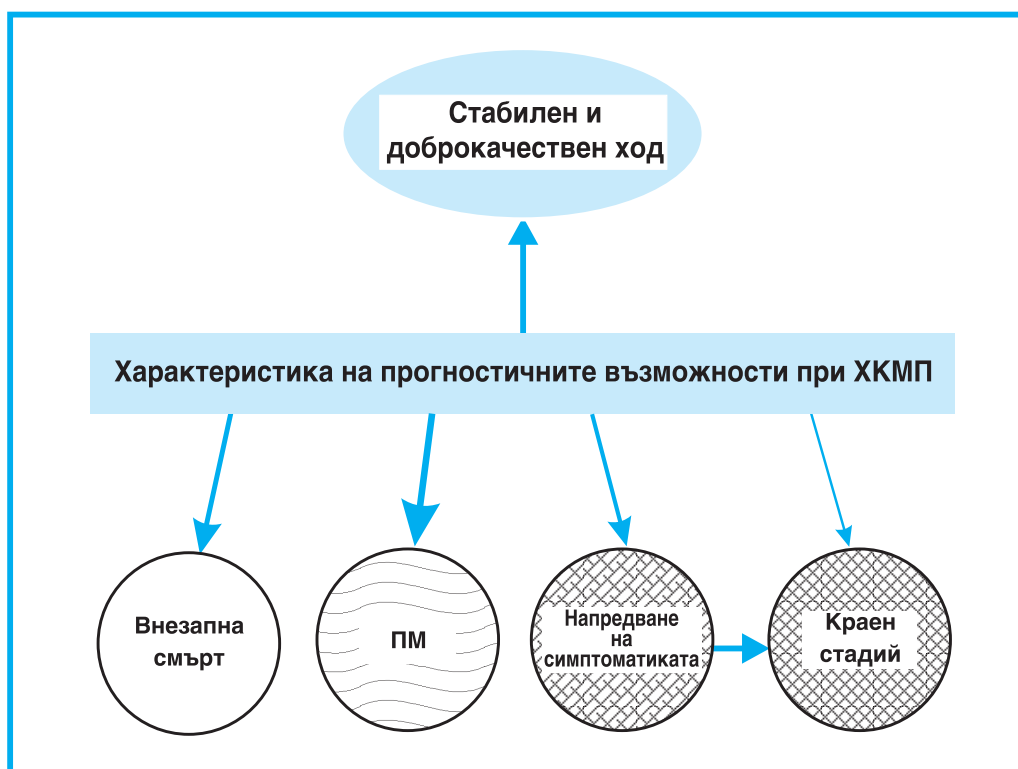 Стабилен и
доброкачествен ход
Характеристика на прогностичните възможности при ХКМП
Внезапна
смърт
ПМ
Напредване
на
симптоматиката
Краен
стадий